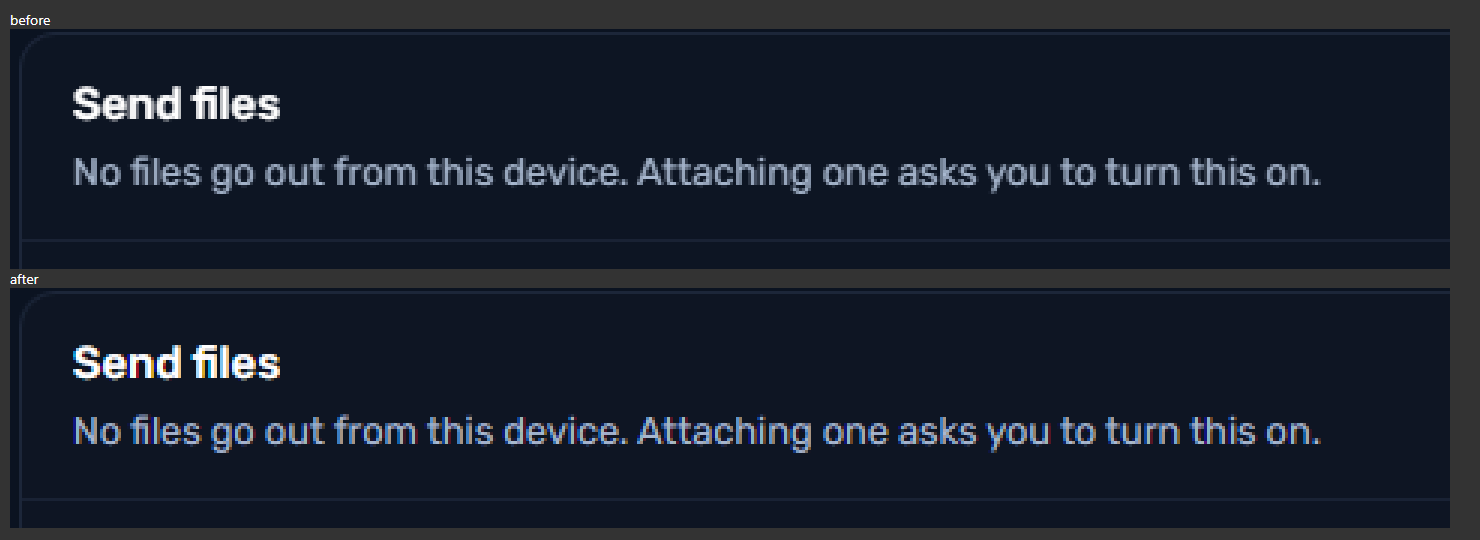 before
Send files
No files go out from this device. Attaching one asks you to turn this on.
after
Send files
No files go out from this device. Attaching one asks you to turn this on.